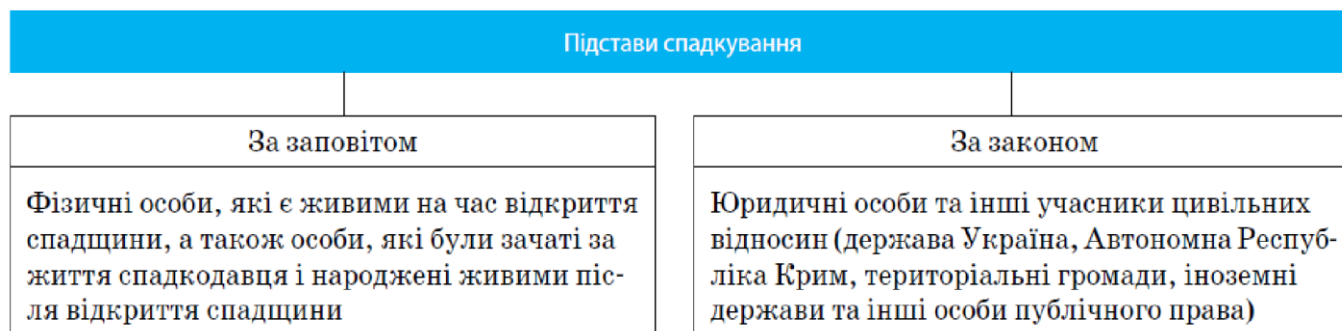 Підстави спадкування
За заповітом
Фізичні особи, які є живими на час відкриття
спадщини, а також особи, які були зачаті за
життя спадкодавця і народжені живими піс-
ля відкриття спадщини
За законом
Юридичні особи та інші учасники цивільних
відносин (держава Україна, Автономна Респуб-
ліка Крим, територіальні громади, іноземні
держави та інші особи публічного права)